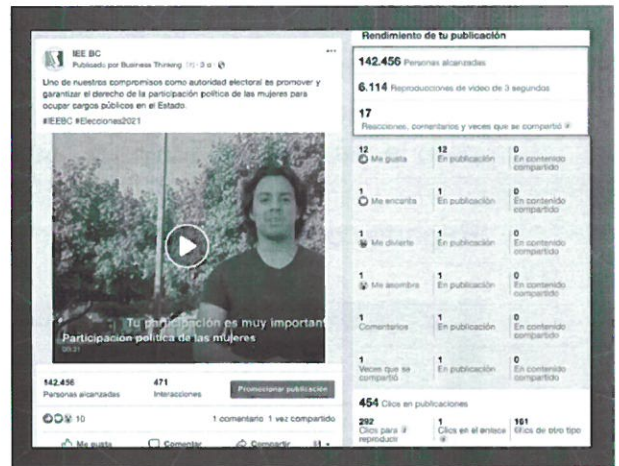 IEE BC
Publicado por Business Thinking · 3 d ·
Uno de nuestros compromisos como autoridad electoral es promover y
garantizar el derecho de la participación política de las mujeres para
ocupar cargos públicos en el Estado.
#IEEBC #Elecciones2021
Tu participación es muy important
Participación política de las mujeres
00:31
142.456
Personas alcanzadas
471
Interacciones
Promocionar publicación
10
1 comentario 1 vez compartido
Me gusta
Comentar
Compartir
Rendimiento de tu publicación
142.456 Personas alcanzadas
6.114 Reproducciones de video de 3 segundos
17
Reacciones, comentarios y veces que se compartió
12
Me gusta
12
En publicación
0
En contenido
compartido
1
Me encanta
1
En publicación
0
En contenido
compartido
1
Me divierte
1
En publicación
0
En contenido
compartido
1
Me asombra
1
En publicación
0
En contenido
compartido
1
Comentarios
1
En publicación
0
En contenido
compartido
1
Veces que se
compartió
1
En publicación
0
En contenido
compartido
454 Clics en publicaciones
292
Clics para
reproducir
1
Clics en el enlace
161
Clics de otro tipo